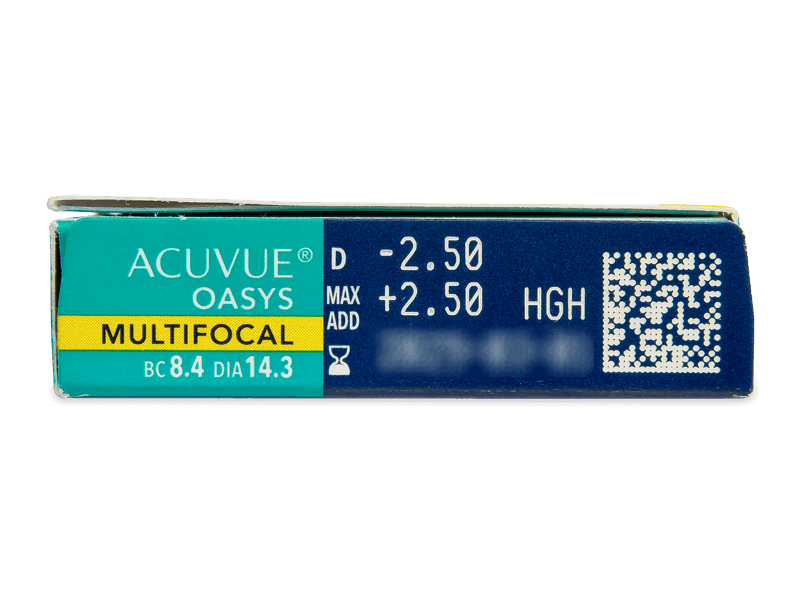 ACUVUE®
OASYS
MULTIFOCAL
BC 8.4 DIA 14.3
D -2.50
MAX ADD +2.50 HGH